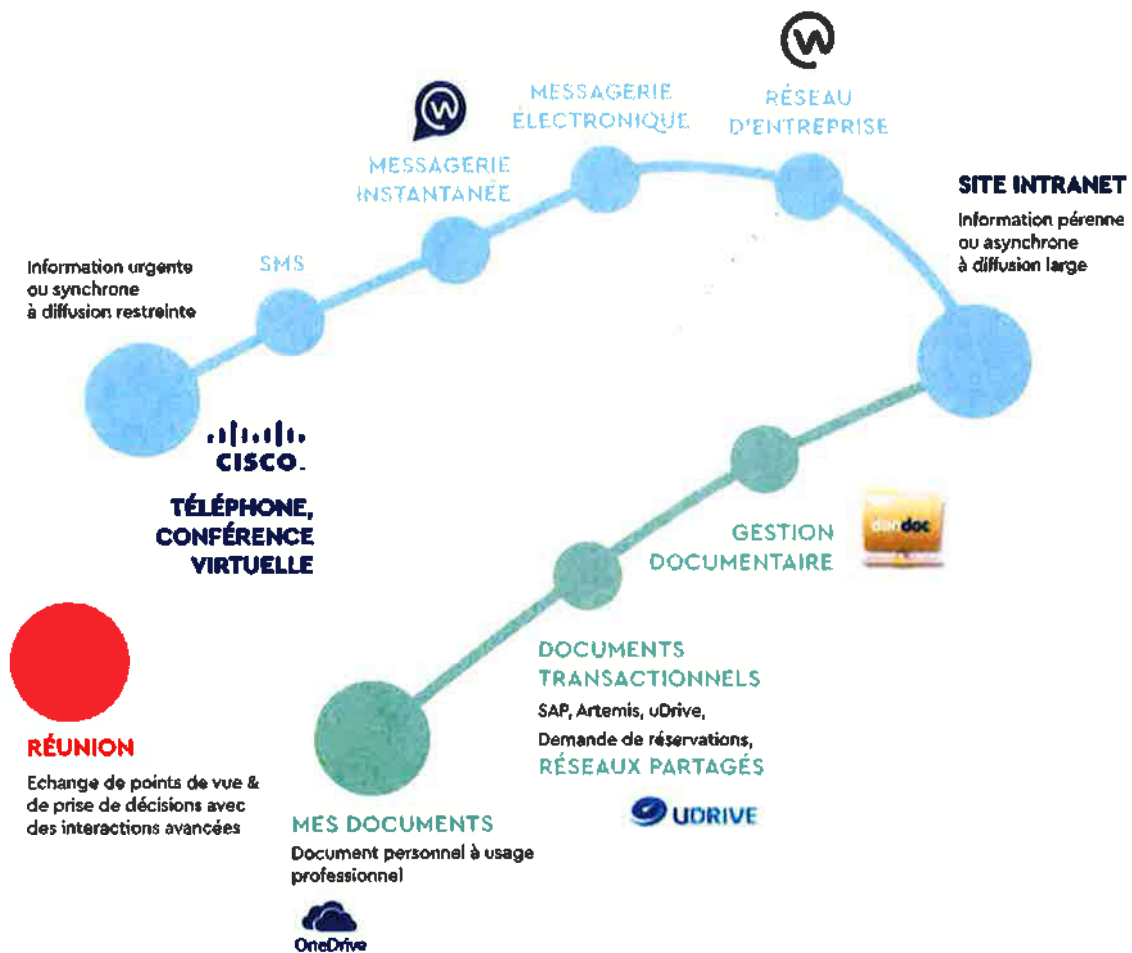 MESSAGERIE
ÉLECTRONIQUE
RÉSEAU
D'ENTREPRISE
MESSAGERIE
INSTANTANÉE
SITE INTRANET
Information pérenne
ou asynchrone
à diffusion large
Information urgente
ou synchrone
à diffusion restreinte
SMS
CISCO.
TÉLÉPHONE,
CONFÉRENCE
VIRTUELLE
GESTION
DOCUMENTAIRE
doc
DOCUMENTS
TRANSACTIONNELS
SAP, Artemis, uDrive,
Demande de réservations,
RÉSEAUX PARTAGÉS
UDRIVE
RÉUNION
Echange de points de vue &
de prise de décisions avec
des interactions avancées
MES DOCUMENTS
Document personnel à usage
professionnel
OneDrive